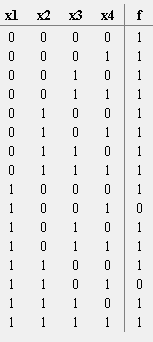 x1 x2 x3 x4 f
0 0 0 0 1
0 0 0 1 1
0 0 1 0 1
0 0 1 1 1
0 1 0 0 1
0 1 0 1 1
0 1 1 0 1
0 1 1 1 1
1 0 0 0 1
1 0 0 1 0
1 0 1 0 1
1 0 1 1 1
1 1 0 0 1
1 1 0 1 0
1 1 1 0 1
1 1 1 1 1